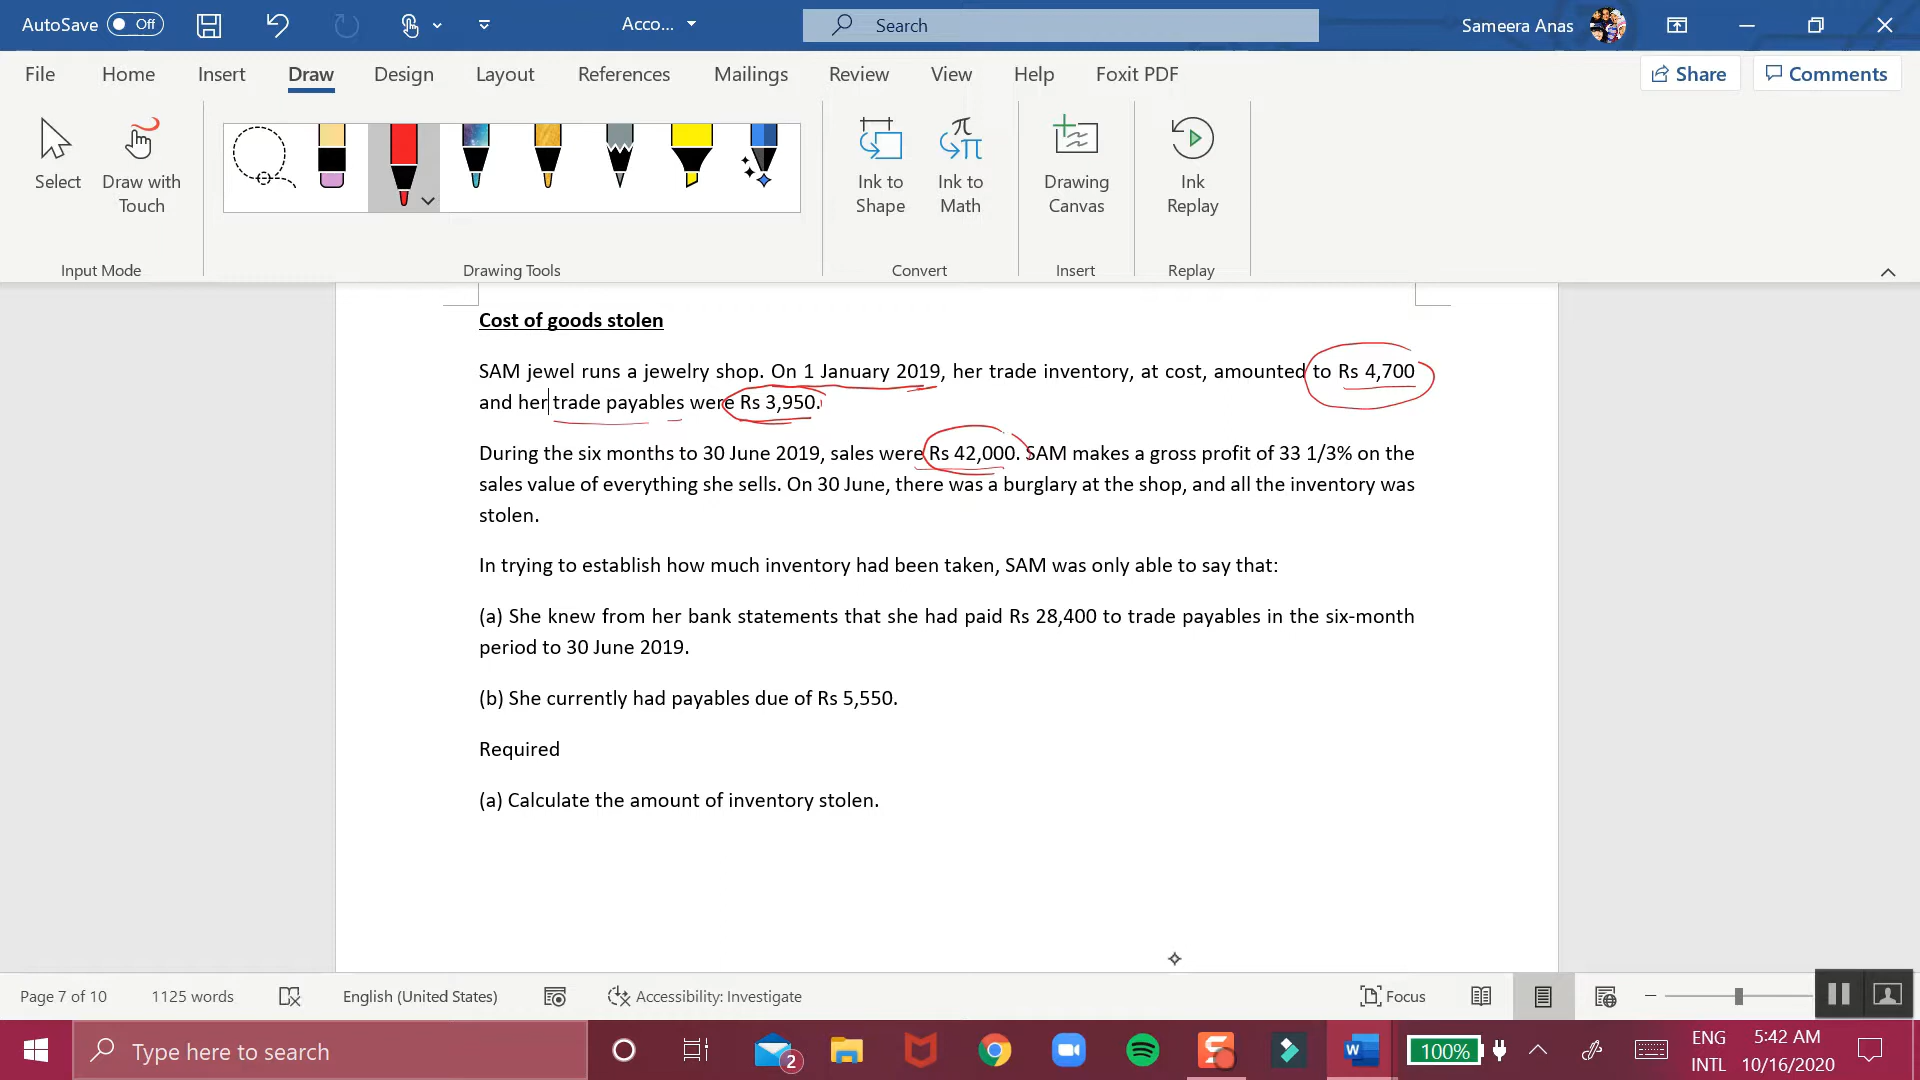 AutoSave Off Acco... Search Sameera Anas
File Home Insert Draw Design Layout References Mailings Review View Help Foxit PDF Share Comments
Select Draw with Touch Ink to Shape Ink to Math Drawing Canvas Ink Replay
Input Mode Drawing Tools Convert Insert Replay
Cost of goods stolen
SAM jewel runs a jewelry shop. On 1 January 2019, her trade inventory, at cost, amounted to Rs 4,700
and her trade payables were Rs 3,950.
During the six months to 30 June 2019, sales were Rs 42,000. SAM makes a gross profit of 33 1/3% on the
sales value of everything she sells. On 30 June, there was a burglary at the shop, and all the inventory was
stolen.
In trying to establish how much inventory had been taken, SAM was only able to say that:
(a) She knew from her bank statements that she had paid Rs 28,400 to trade payables in the six-month
period to 30 June 2019.
(b) She currently had payables due of Rs 5,550.
Required
(a) Calculate the amount of inventory stolen.
Page 7 of 10 1125 words English (United States) Accessibility: Investigate Focus
Type here to search 2 W 100% ENG 5:42 AM
INTL 10/16/2020